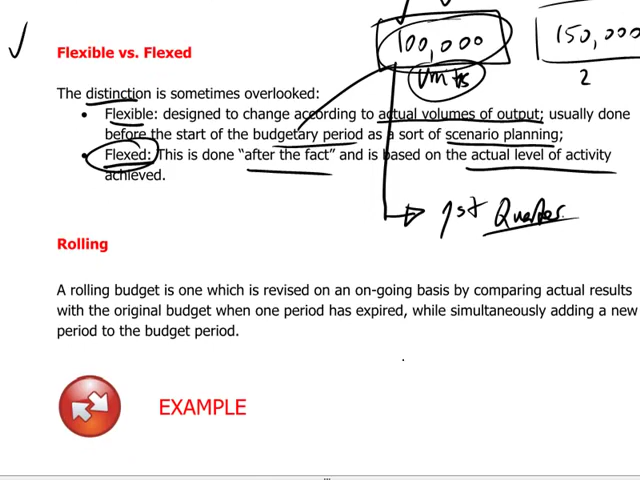 100,000
150,000
Units
2
Flexible vs. Flexed
The distinction is sometimes overlooked:
• Flexible: designed to change according to actual volumes of output; usually done
before the start of the budgetary period as a sort of scenario planning;
• Flexed: This is done “after the fact” and is based on the actual level of activity
achieved.
1st Quarter
Rolling
A rolling budget is one which is revised on an on-going basis by comparing actual results
with the original budget when one period has expired, while simultaneously adding a new
period to the budget period.
EXAMPLE